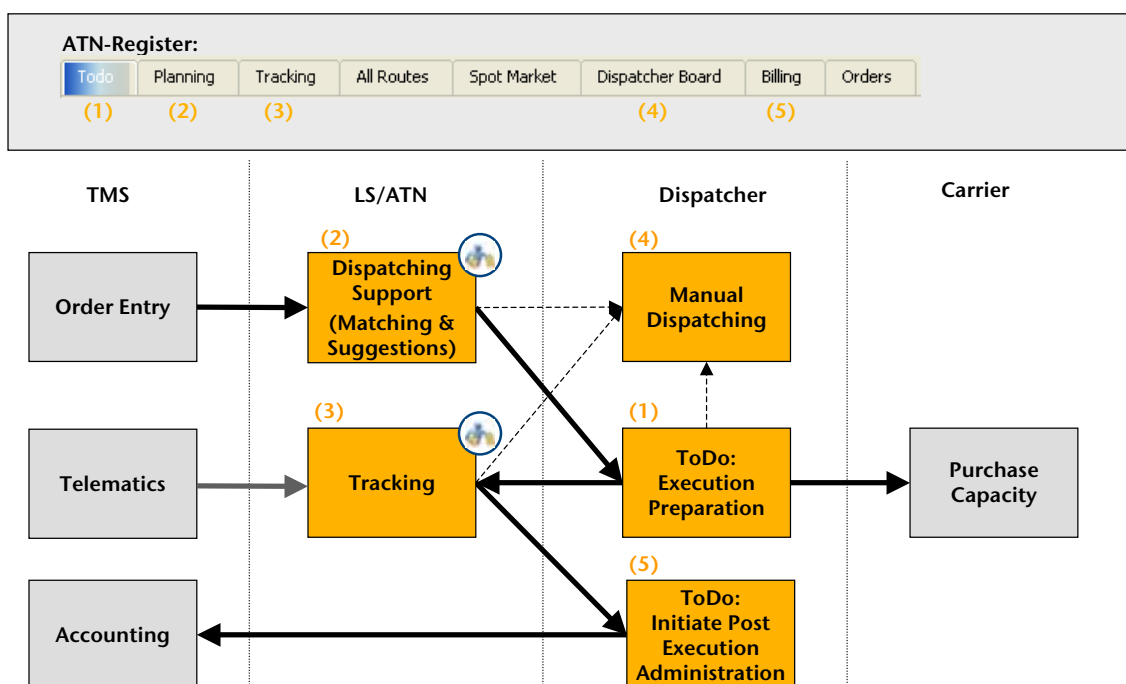 ATN-Register:
Todo Planning Tracking All Routes Spot Market Dispatcher Board Billing Orders
(1) (2) (3) (4) (5)
TMS LS/ATN Dispatcher Carrier
Order Entry
(2)
Dispatching
Support
(Matching &
Suggestions)
(4)
Manual
Dispatching
Telematics
(3)
Tracking
(1)
ToDo:
Execution
Preparation
Purchase
Capacity
Accounting
(5)
ToDo:
Initiate Post
Execution
Administration